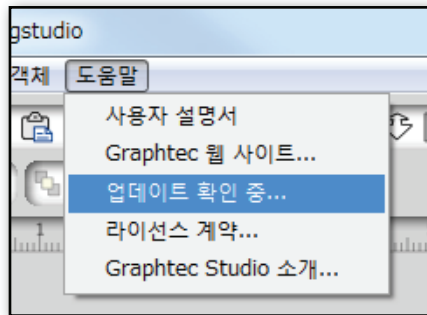 gstudio
객체 도움말
사용자 설명서
Graphtec 웹 사이트...
업데이트 확인 중...
1
라이선스 계약...
Graphtec Studio 소개...